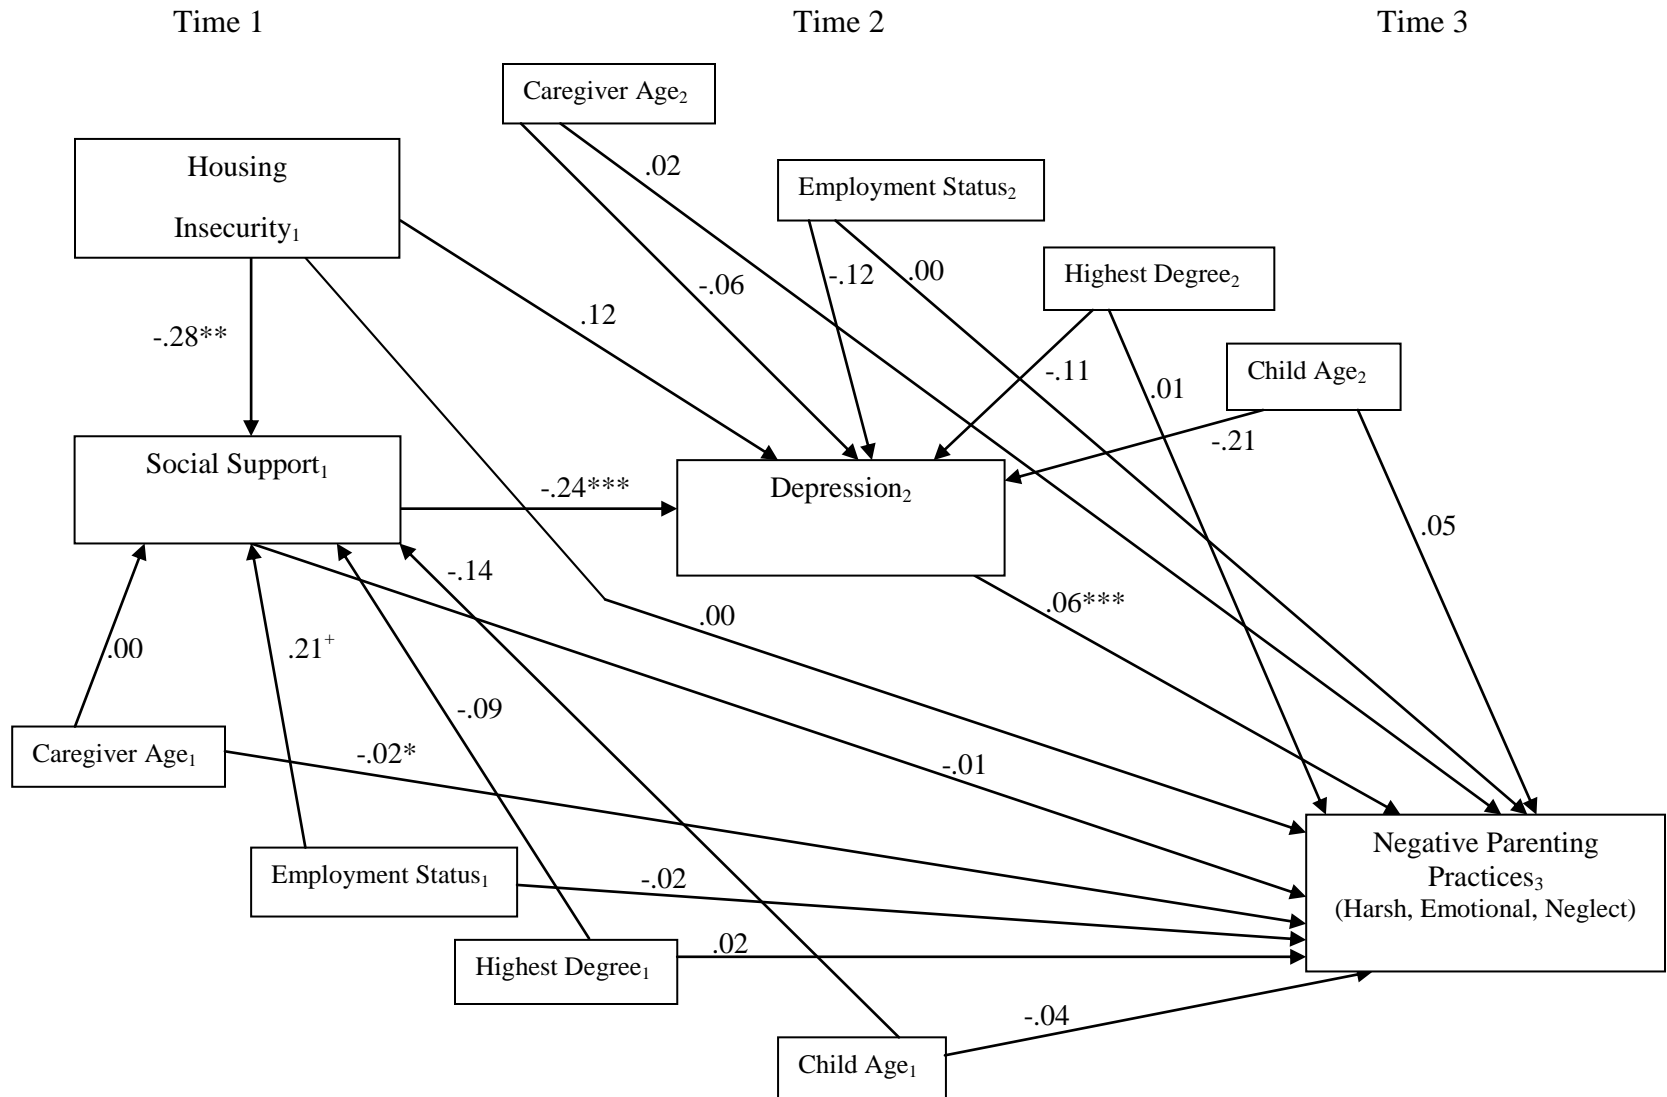 Time 1
Time 2
Time 3
Caregiver Age₂
Housing
Insecurity₁
.02
Employment Status₂
Highest Degree₂
-.06
-.12
.00
.12
-.28**
Child Age₂
-.11
.01
-.21
Social Support₁
-.24***
Depression₂
.05
-.14
.06***
.00
.00
.21⁺
-.09
Caregiver Age₁
-.02*
-.01
Negative Parenting
Practices₃
(Harsh, Emotional, Neglect)
Employment Status₁
-.02
.02
Highest Degree₁
-.04
Child Age₁